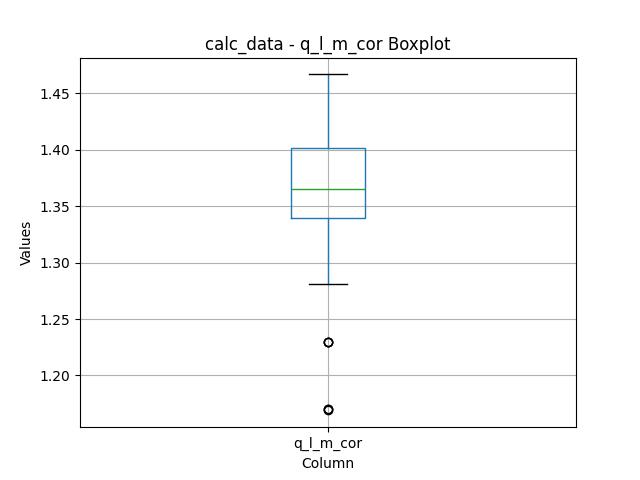 calc_data - q_l_m_cor Boxplot
1.45
1.40
1.35
1.30
1.25
1.20
Values
q_l_m_cor
Column